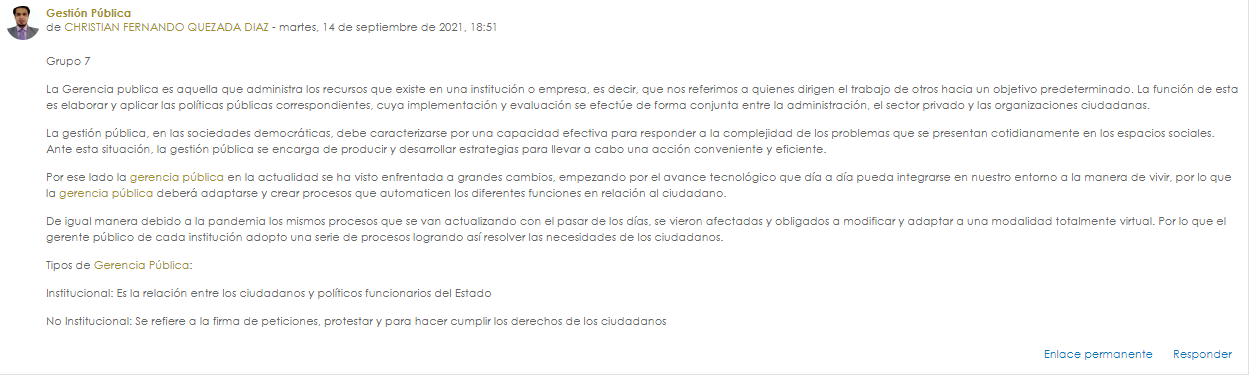 Gestión Pública
de CHRISTIAN FERNANDO QUEZADA DIAZ - martes, 14 de septiembre de 2021, 18:51
Grupo 7
La Gerencia publica es aquella que administra los recursos que existe en una institución o empresa, es decir, que nos referimos a quienes dirigen el trabajo de otros hacia un objetivo predeterminado. La función de esta
es elaborar y aplicar las políticas públicas correspondientes, cuya implementación y evaluación se efectúe de forma conjunta entre la administración, el sector privado y las organizaciones ciudadanas.
La gestión pública, en las sociedades democráticas, debe caracterizarse por una capacidad efectiva para responder a la complejidad de los problemas que se presentan cotidianamente en los espacios sociales.
Ante esta situación, la gestión pública se encarga de producir y desarrollar estrategias para llevar a cabo una acción conveniente y eficiente.
Por ese lado la gerencia pública en la actualidad se ha visto enfrentada a grandes cambios, empezando por el avance tecnológico que día a día pueda integrarse en nuestro entorno a la manera de vivir, por lo que
la gerencia pública deberá adaptarse y crear procesos que automaticen los diferentes funciones en relación al ciudadano.
De igual manera debido a la pandemia los mismos procesos que se van actualizando con el pasar de los días, se vieron afectadas y obligados a modificar y adaptar a una modalidad totalmente virtual. Por lo que el
gerente público de cada institución adopto una serie de procesos logrando así resolver las necesidades de los ciudadanos.
Tipos de Gerencia Pública:
Institucional: Es la relación entre los ciudadanos y políticos funcionarios del Estado
No Institucional: Se refiere a la firma de peticiones, protestar y para hacer cumplir los derechos de los ciudadanos
Enlace permanente Responder